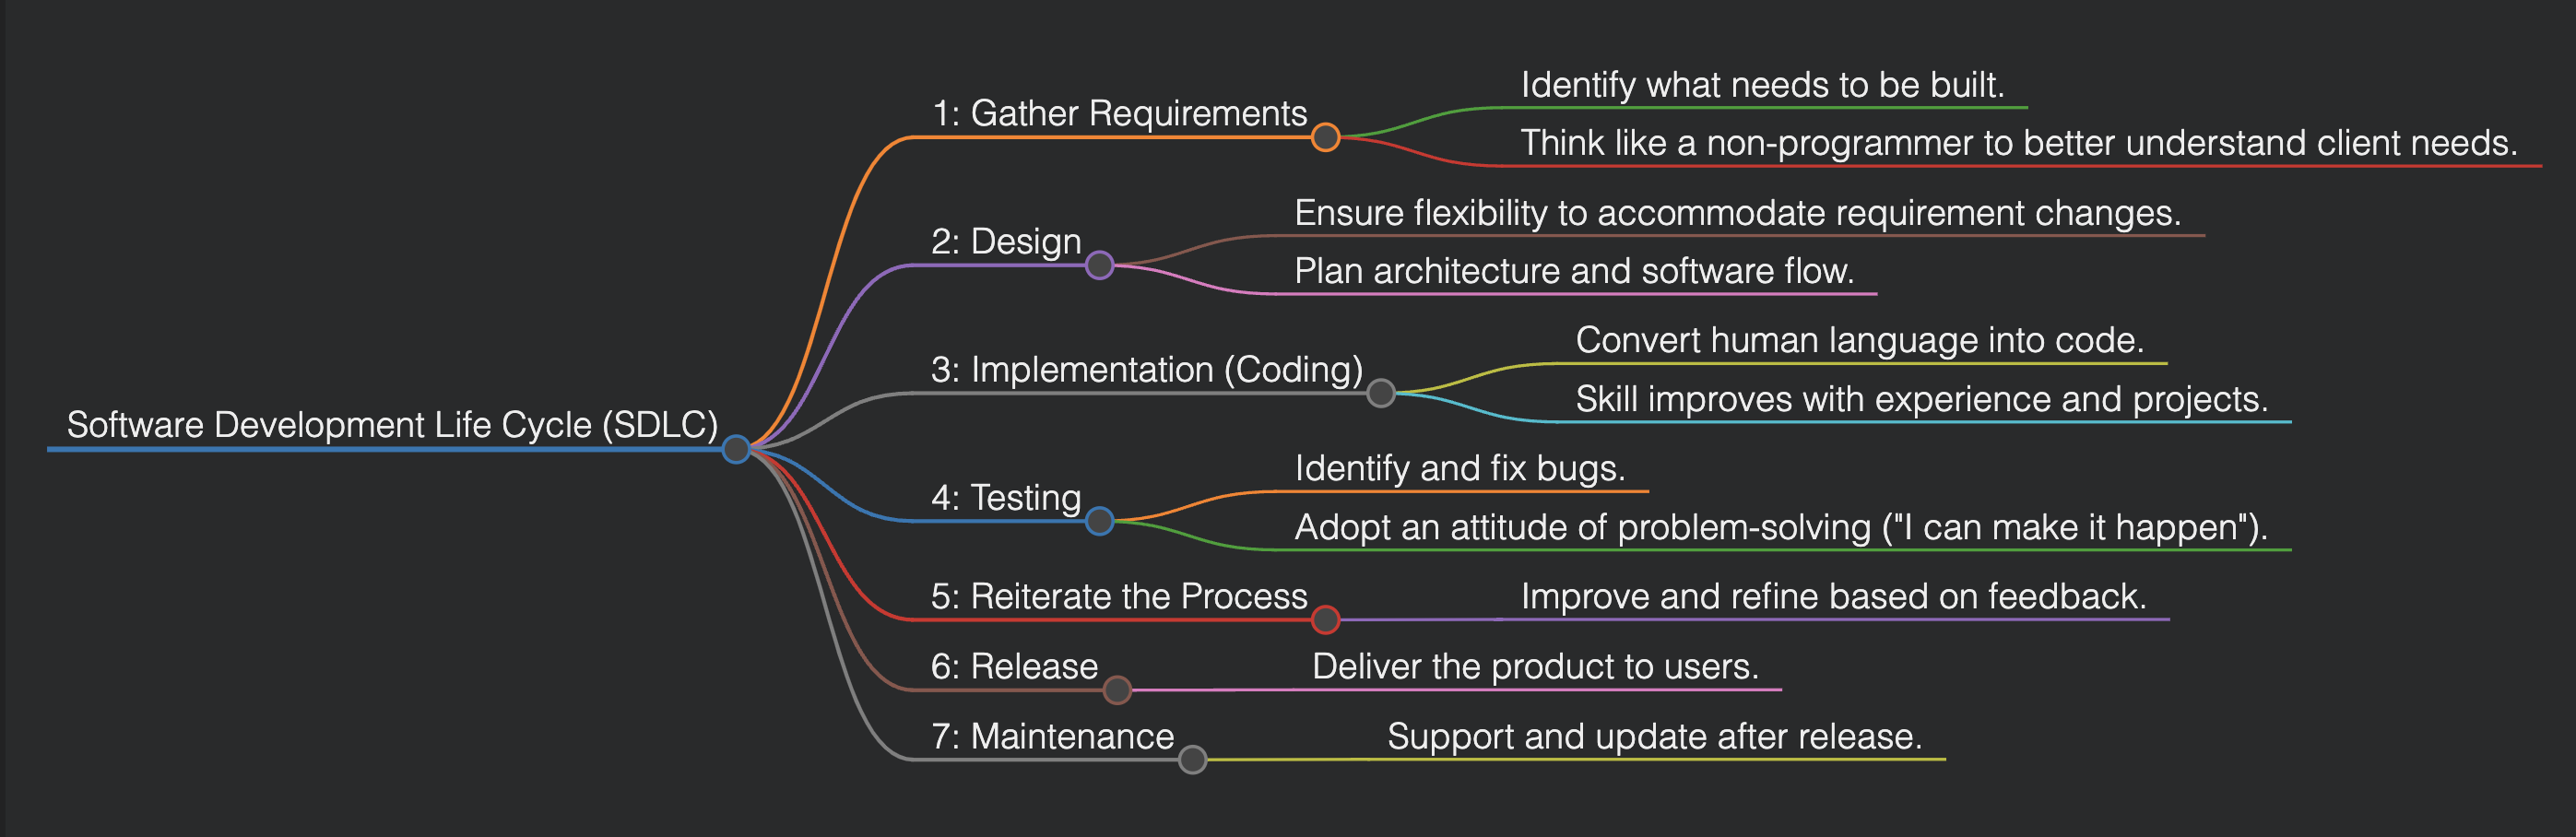 Software Development Life Cycle (SDLC)
1: Gather Requirements
Identify what needs to be built.
Think like a non-programmer to better understand client needs.
2: Design
Ensure flexibility to accommodate requirement changes.
Plan architecture and software flow.
3: Implementation (Coding)
Convert human language into code.
Skill improves with experience and projects.
4: Testing
Identify and fix bugs.
Adopt an attitude of problem-solving ("I can make it happen").
5: Reiterate the Process
Improve and refine based on feedback.
6: Release
Deliver the product to users.
7: Maintenance
Support and update after release.